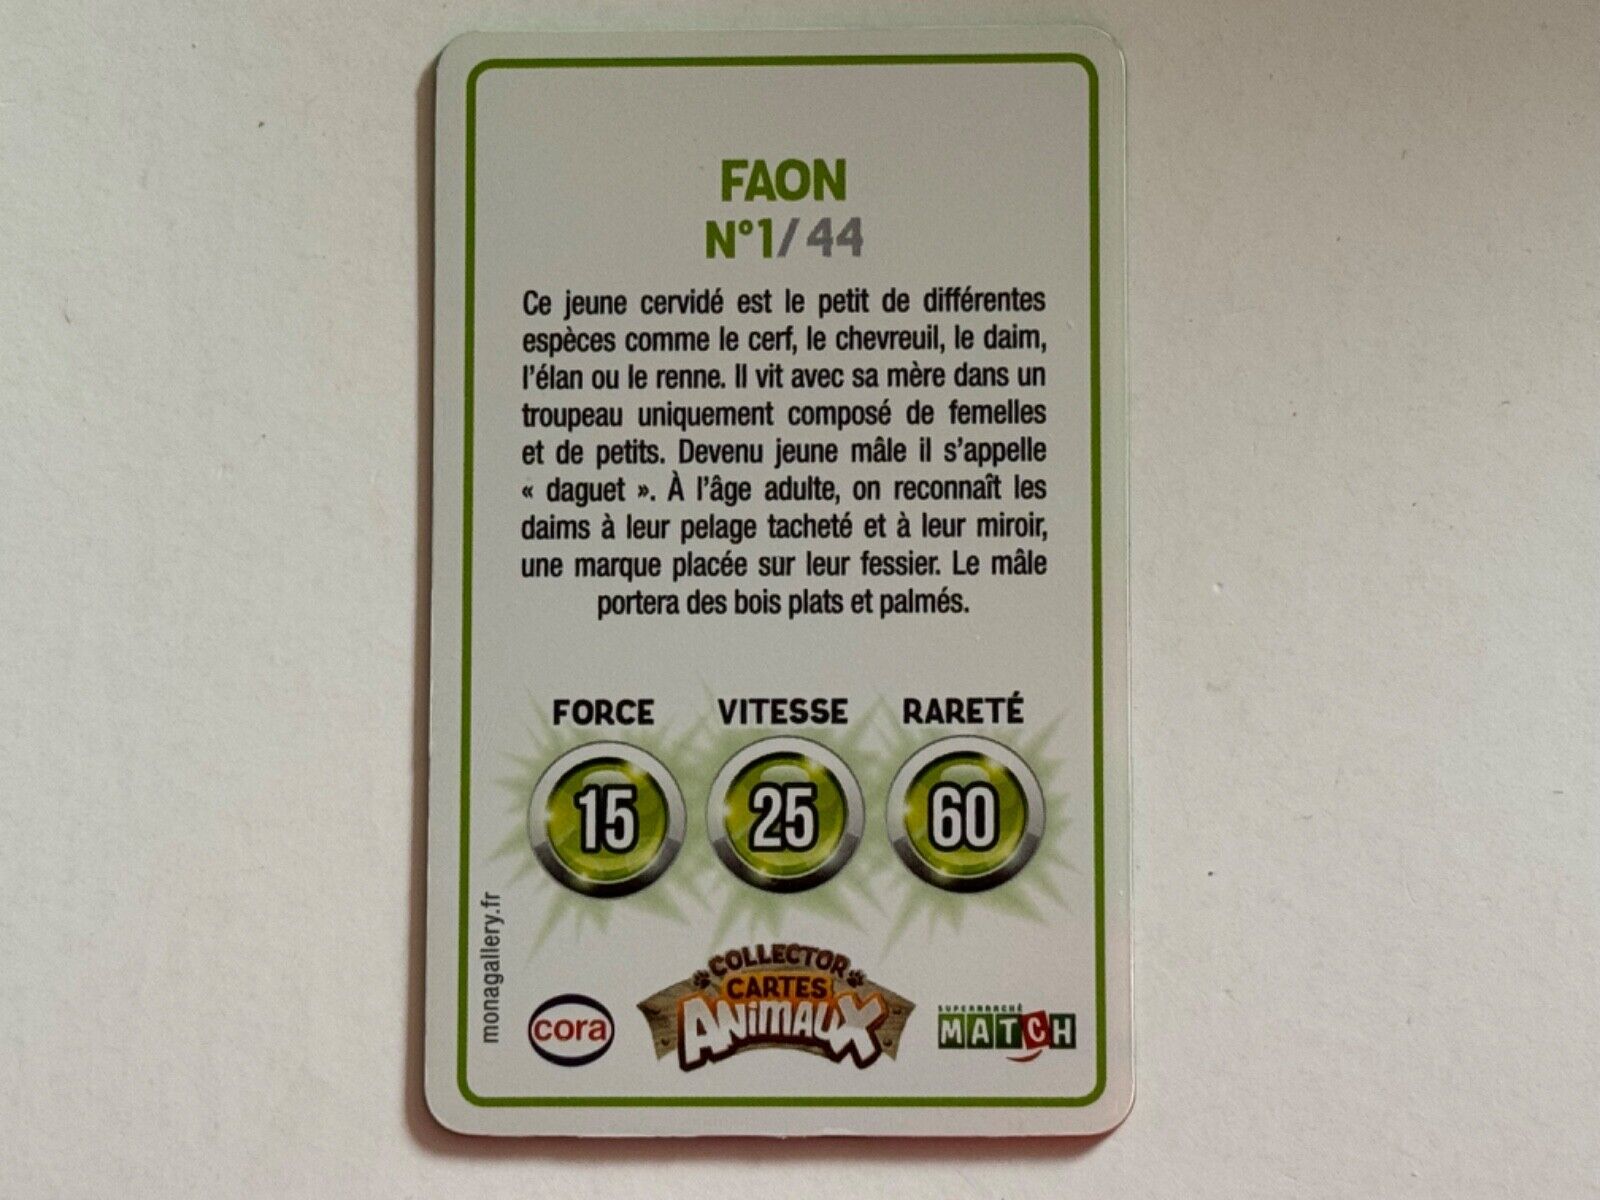 FAON
N°1/44
Ce jeune cervidé est le petit de différentes
espèces comme le cerf, le chevreuil, le daim,
l'élan ou le renne. Il vit avec sa mère dans un
troupeau uniquement composé de femelles
et de petits. Devenu jeune mâle il s'appelle
« daguet ». À l'âge adulte, on reconnaît les
daims à leur pelage tacheté et à leur miroir,
une marque placée sur leur fessier. Le mâle
portera des bois plats et palmés.
FORCE VITESSE RARETÉ
15 25 60
monagallery.fr
cora
COLLECTOR
CARTES
ANiMAUX
SUPERMARCHÉ
MATCH